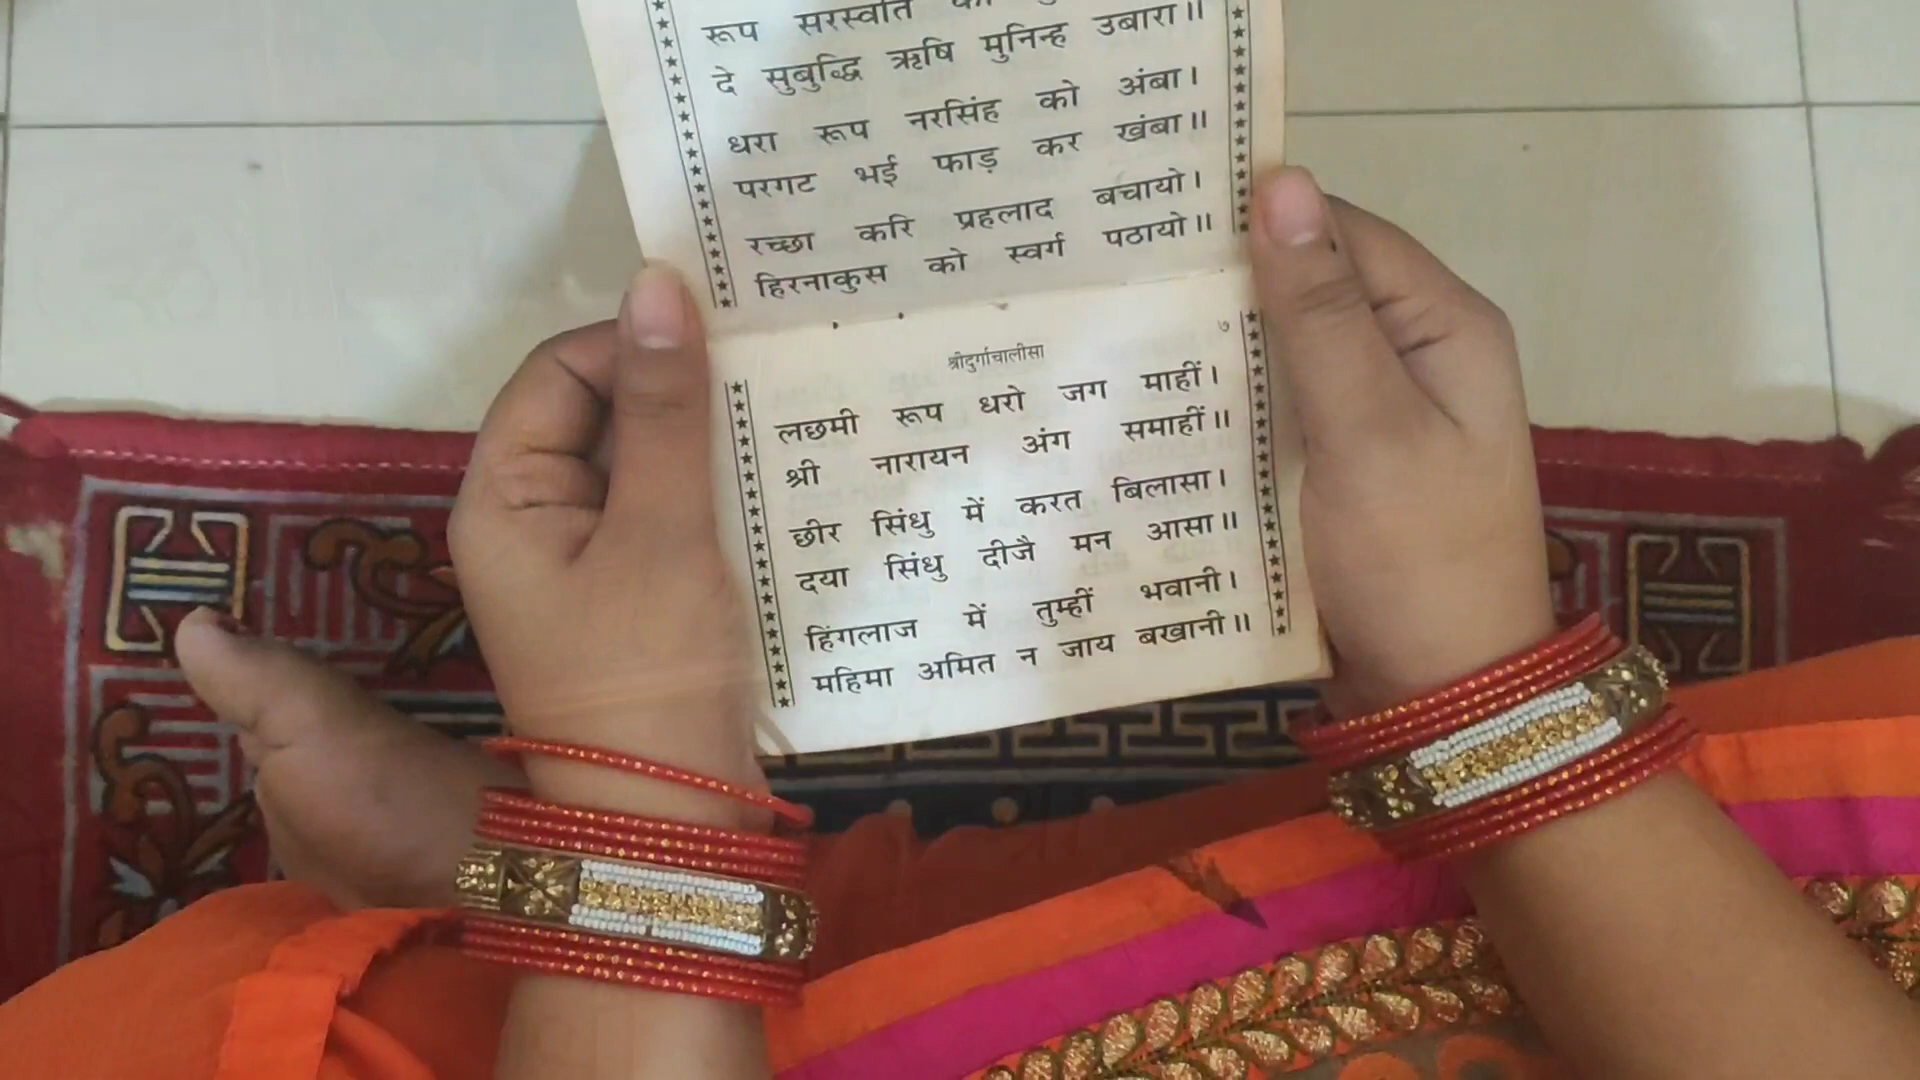 रूप सरस्वति
दे सुबुद्धि ऋषि मुनिन्ह उबारा॥
धरा रूप नरसिंह को अंबा।
परगट भई फाड़ कर खंबा॥
रच्छा करि प्रहलाद बचायो।
हिरनाकुस को स्वर्ग पठायो॥
७
श्रीदुर्गाचालीसा
लछमी रूप धरो जग माहीं।
श्री नारायन अंग समाहीं॥
छीर सिंधु में करत बिलासा।
दया सिंधु दीजै मन आसा॥
हिंगलाज में तुम्हीं भवानी।
महिमा अमित न जाय बखानी॥